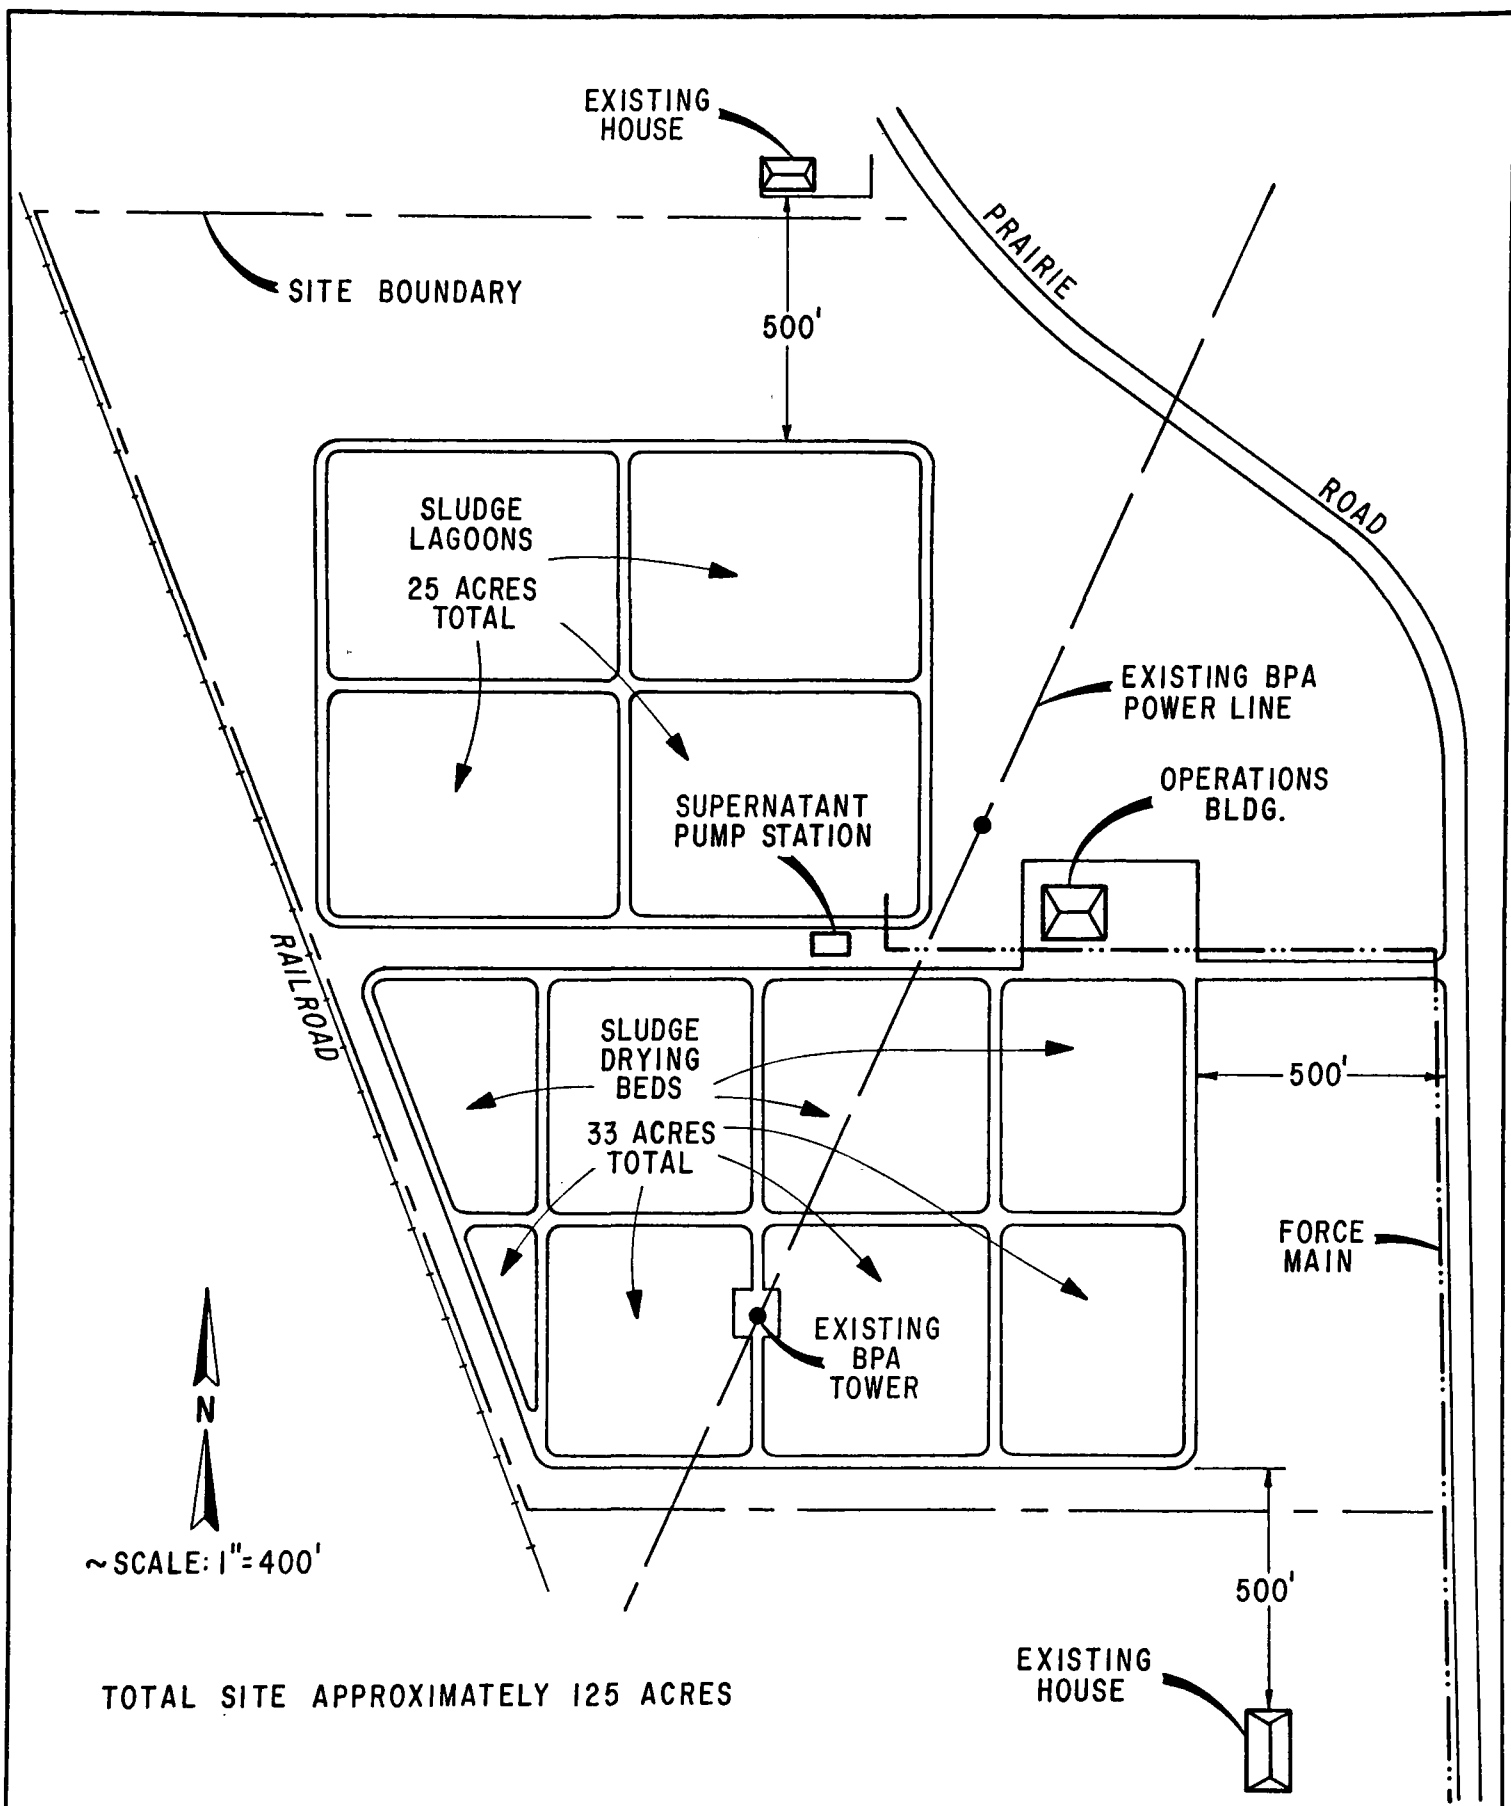 EXISTING
HOUSE
PRAIRIE
SITE BOUNDARY
500'
ROAD
SLUDGE
LAGOONS
25 ACRES
TOTAL
EXISTING BPA
POWER LINE
OPERATIONS
BLDG.
SUPERNATANT
PUMP STATION
RAILROAD
SLUDGE
DRYING
BEDS
500'
33 ACRES
TOTAL
FORCE
MAIN
EXISTING
BPA
TOWER
N
~SCALE: 1"=400'
500'
EXISTING
HOUSE
TOTAL SITE APPROXIMATELY 125 ACRES